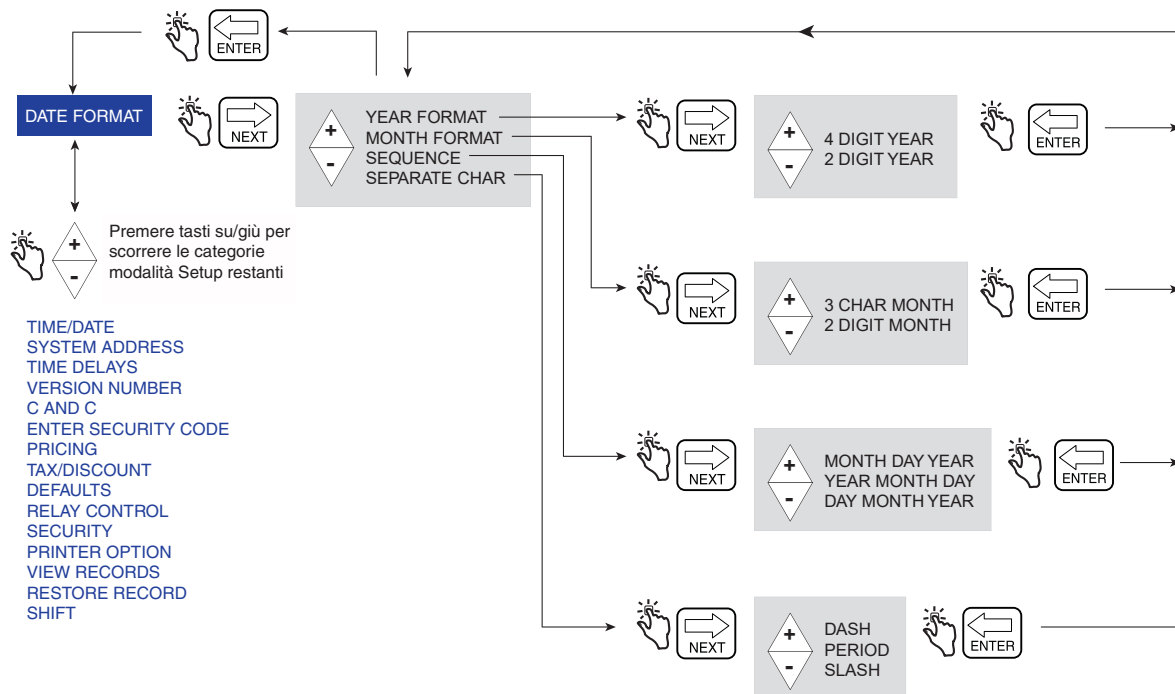 ENTER
DATE FORMAT
NEXT
+
-
YEAR FORMAT
MONTH FORMAT
SEQUENCE
SEPARATE CHAR
NEXT
+
-
4 DIGIT YEAR
2 DIGIT YEAR
ENTER
+
-
Premere tasti su/giù per
scorrere le categorie
modalità Setup restanti
NEXT
+
-
3 CHAR MONTH
2 DIGIT MONTH
ENTER
TIME/DATE
SYSTEM ADDRESS
TIME DELAYS
VERSION NUMBER
C AND C
ENTER SECURITY CODE
PRICING
TAX/DISCOUNT
DEFAULTS
RELAY CONTROL
SECURITY
PRINTER OPTION
VIEW RECORDS
RESTORE RECORD
SHIFT
NEXT
+
-
MONTH DAY YEAR
YEAR MONTH DAY
DAY MONTH YEAR
ENTER
NEXT
+
-
DASH
PERIOD
SLASH
ENTER